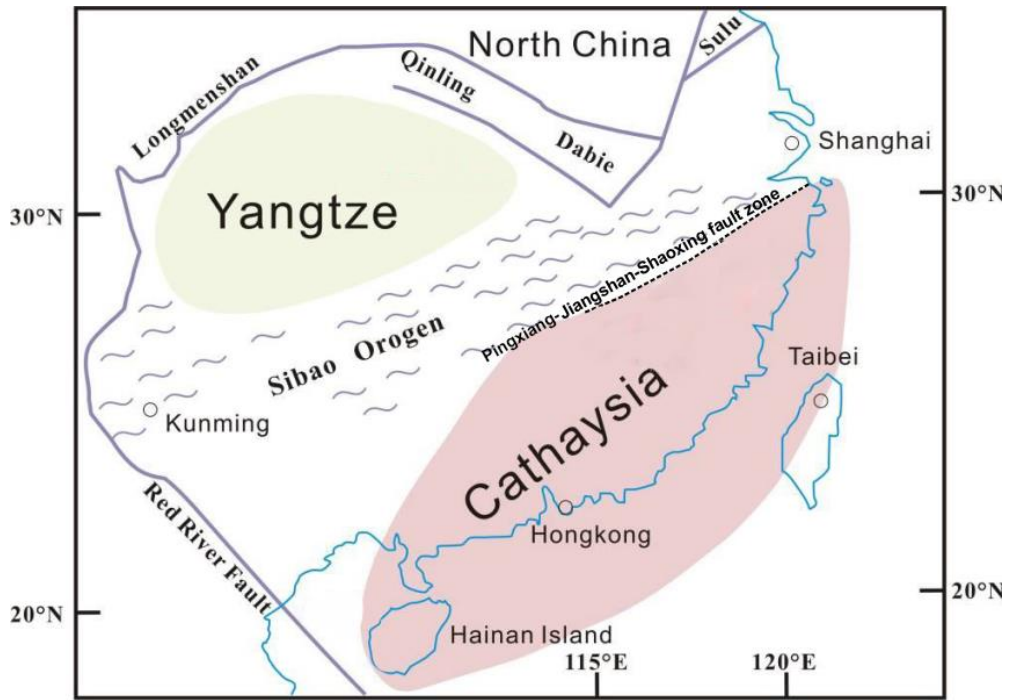 North China
Sulu
Qinling
Longmenshan
Dabie
Shanghai
30°N
30°N
Yangtze
Pingxiang-Jiangshan-Shaoxing fault zone
Sibao Orogen
Taibei
Kunming
Cathaysia
Red River Fault
Hongkong
20°N
20°N
Hainan Island
115°E
120°E